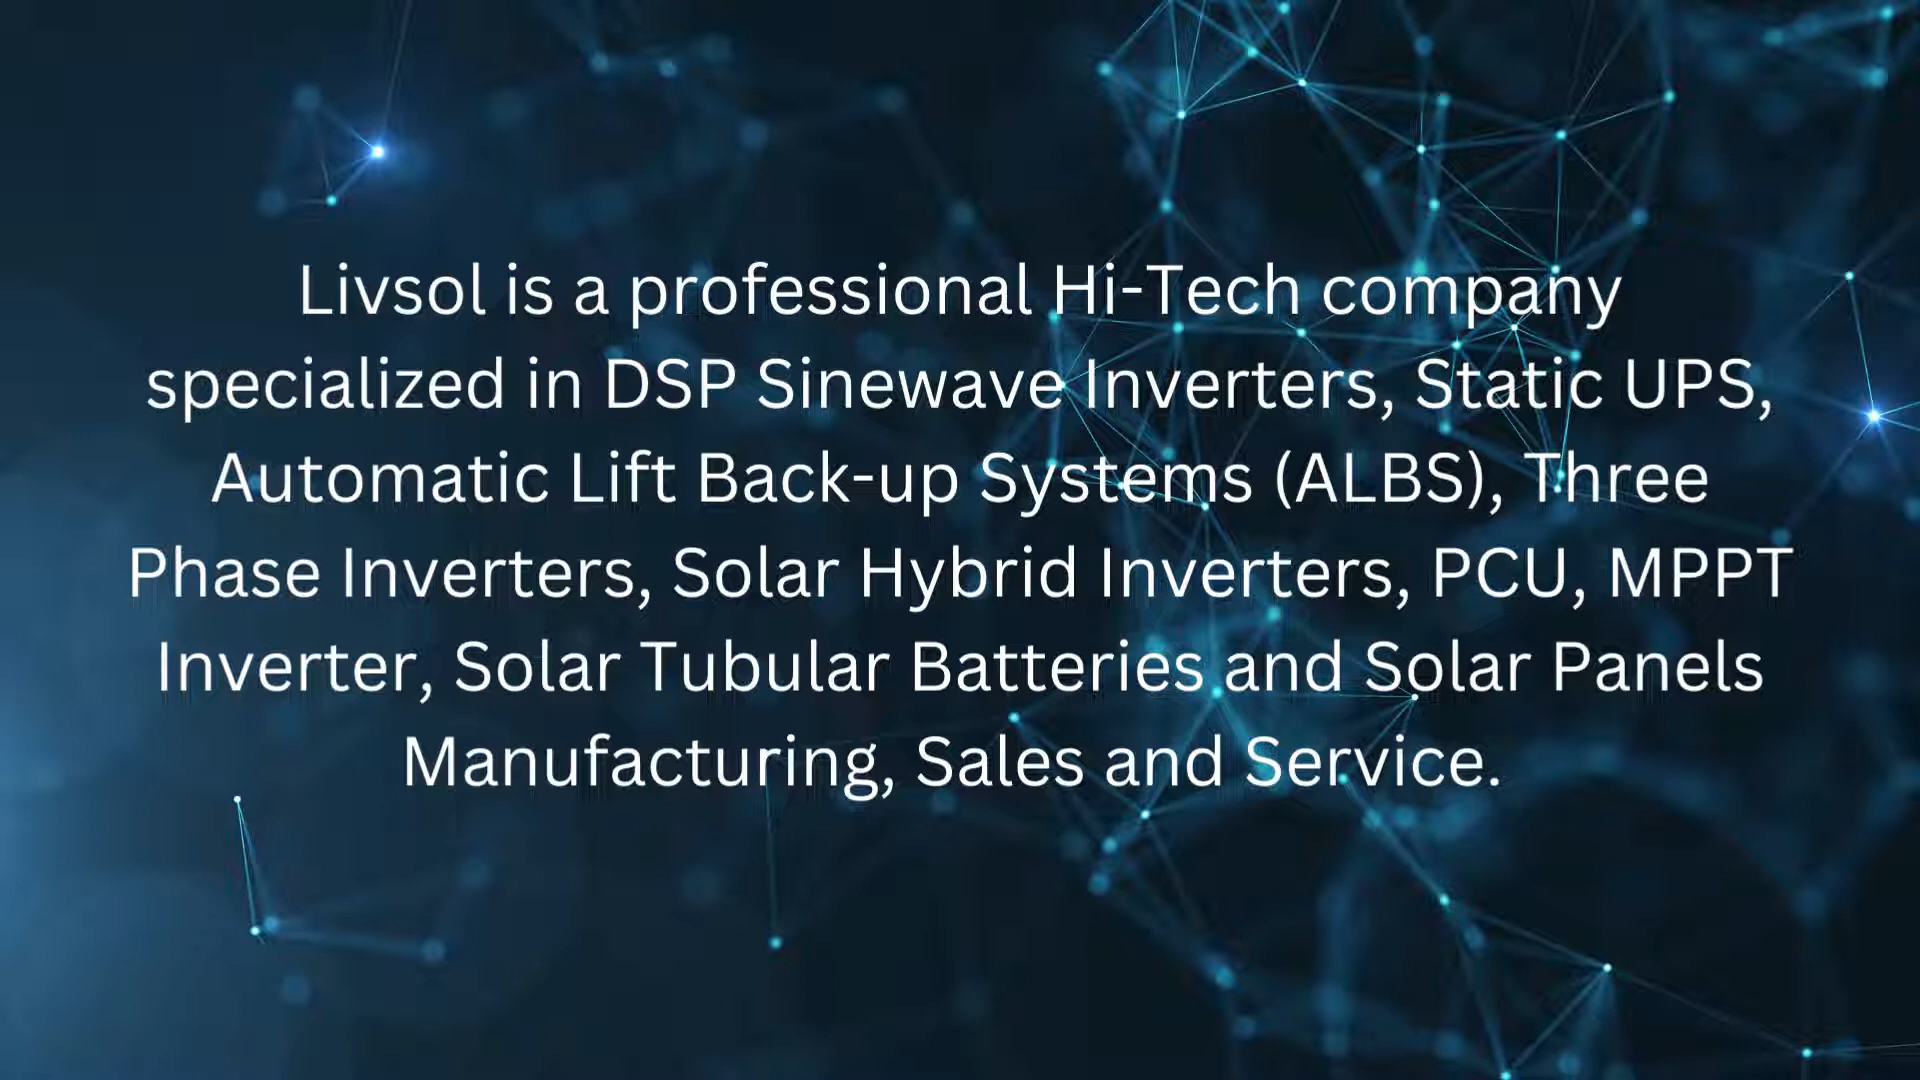 Livsol is a professional Hi-Tech company
specialized in DSP Sinewave Inverters, Static UPS,
Automatic Lift Back-up Systems (ALBS), Three
Phase Inverters, Solar Hybrid Inverters, PCU, MPPT
Inverter, Solar Tubular Batteries and Solar Panels
Manufacturing, Sales and Service.